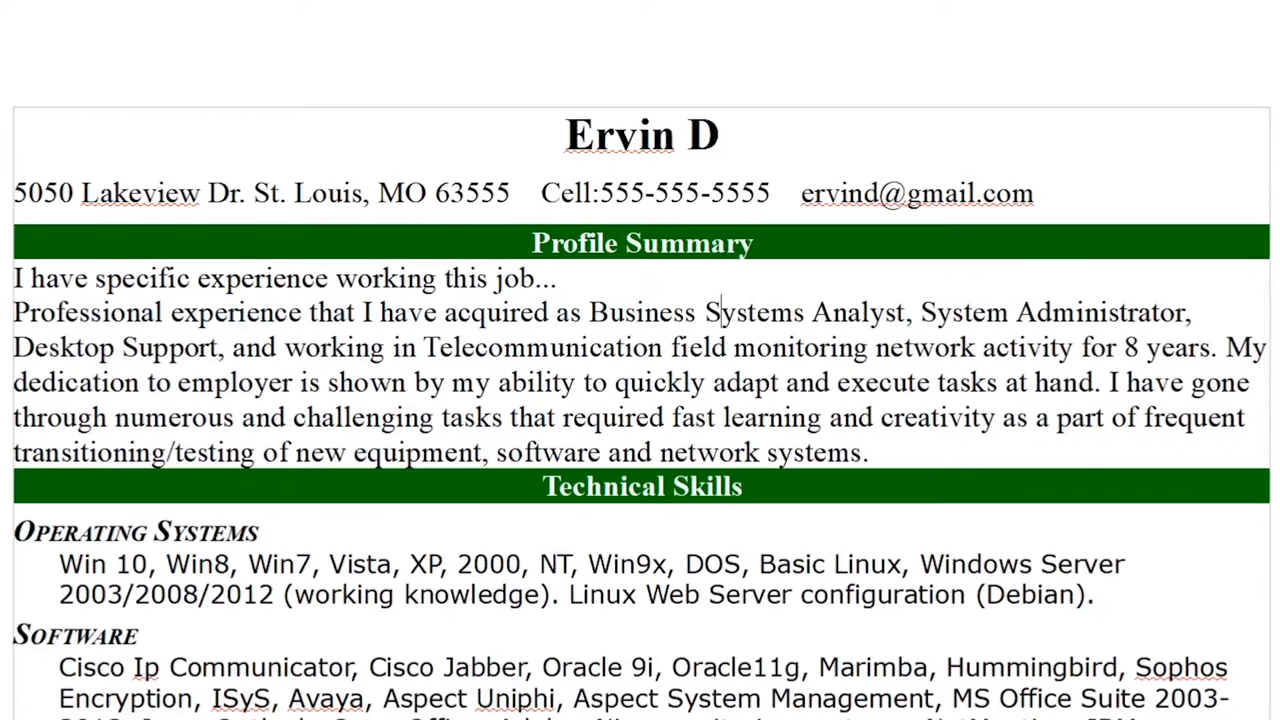 Ervin D
5050 Lakeview Dr. St. Louis, MO 63555 Cell:555-555-5555 ervind@gmail.com
Profile Summary
I have specific experience working this job...
Professional experience that I have acquired as Business Systems Analyst, System Administrator,
Desktop Support, and working in Telecommunication field monitoring network activity for 8 years. My
dedication to employer is shown by my ability to quickly adapt and execute tasks at hand. I have gone
through numerous and challenging tasks that required fast learning and creativity as a part of frequent
transitioning/testing of new equipment, software and network systems.
Technical Skills
OPERATING SYSTEMS
Win 10, Win8, Win7, Vista, XP, 2000, NT, Win9x, DOS, Basic Linux, Windows Server
2003/2008/2012 (working knowledge). Linux Web Server configuration (Debian).
SOFTWARE
Cisco Ip Communicator, Cisco Jabber, Oracle 9i, Oracle11g, Marimba, Hummingbird, Sophos
Encryption, ISyS, Avaya, Aspect Uniphi, Aspect System Management, MS Office Suite 2003-